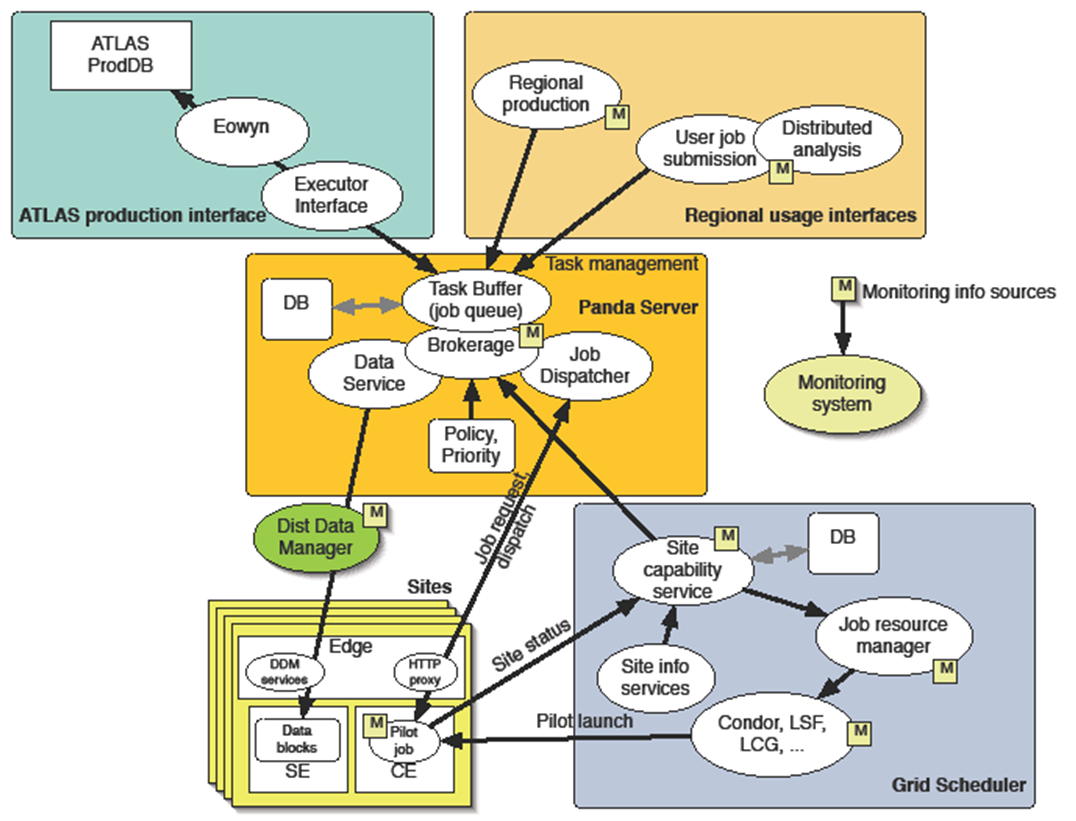 ATLAS
ProdDB
Eowyn
Executor
Interface
ATLAS production interface
Regional
production
M
User job
submission
M
Distributed
analysis
Regional usage interfaces
Task management
Panda Server
DB
Task Buffer
(job queue)
M
Brokerage
Data
Service
Job
Dispatcher
Policy,
Priority
M
Monitoring info sources
Monitoring
system
Dist Data
Manager
M
Job request,
dispatch
Sites
Edge
DDM
services
HTTP
proxy
Data
blocks
SE
M
Pilot
job
CE
Site status
Pilot launch
M
Site
capability
service
DB
Site info
services
Job resource
manager
M
Condor, LSF,
LCG, ...
M
Grid Scheduler